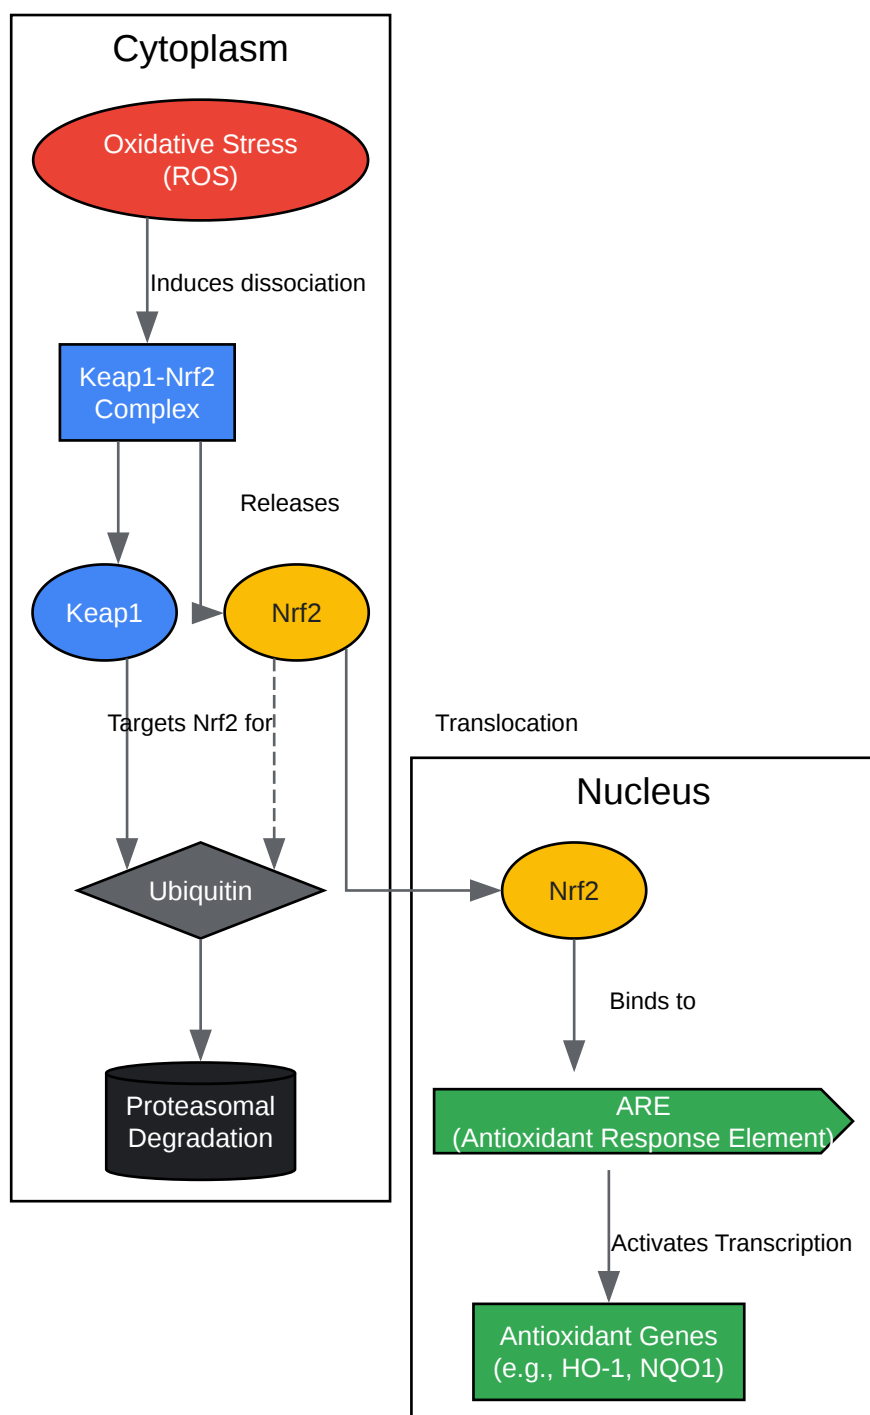 Cytoplasm
Oxidative Stress
(ROS)
Induces dissociation
Keap1-Nrf2
Complex
Releases
Keap1
Nrf2
Targets Nrf2 for
Translocation
Nucleus
Ubiquitin
Nrf2
Binds to
Proteasomal
Degradation
ARE
(Antioxidant Response Element)
Activates Transcription
Antioxidant Genes
(e.g., HO-1, NQO1)